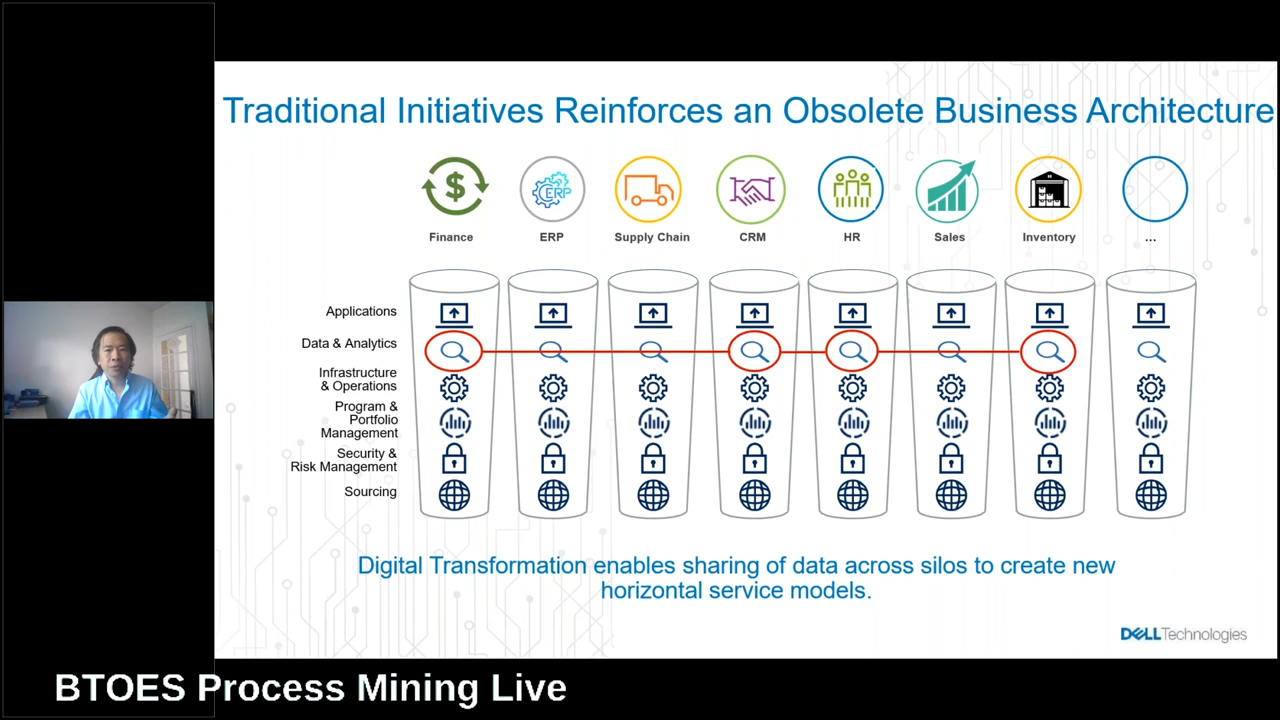 Traditional Initiatives Reinforces an Obsolete Business Architecture
$
ERP
Finance
ERP
Supply Chain
CRM
HR
Sales
Inventory
...
Applications
Data & Analytics
Infrastructure
& Operations
Program &
Portfolio
Management
Security &
Risk Management
Sourcing
Digital Transformation enables sharing of data across silos to create new
horizontal service models.
DELLTechnologies
BTOES Process Mining Live